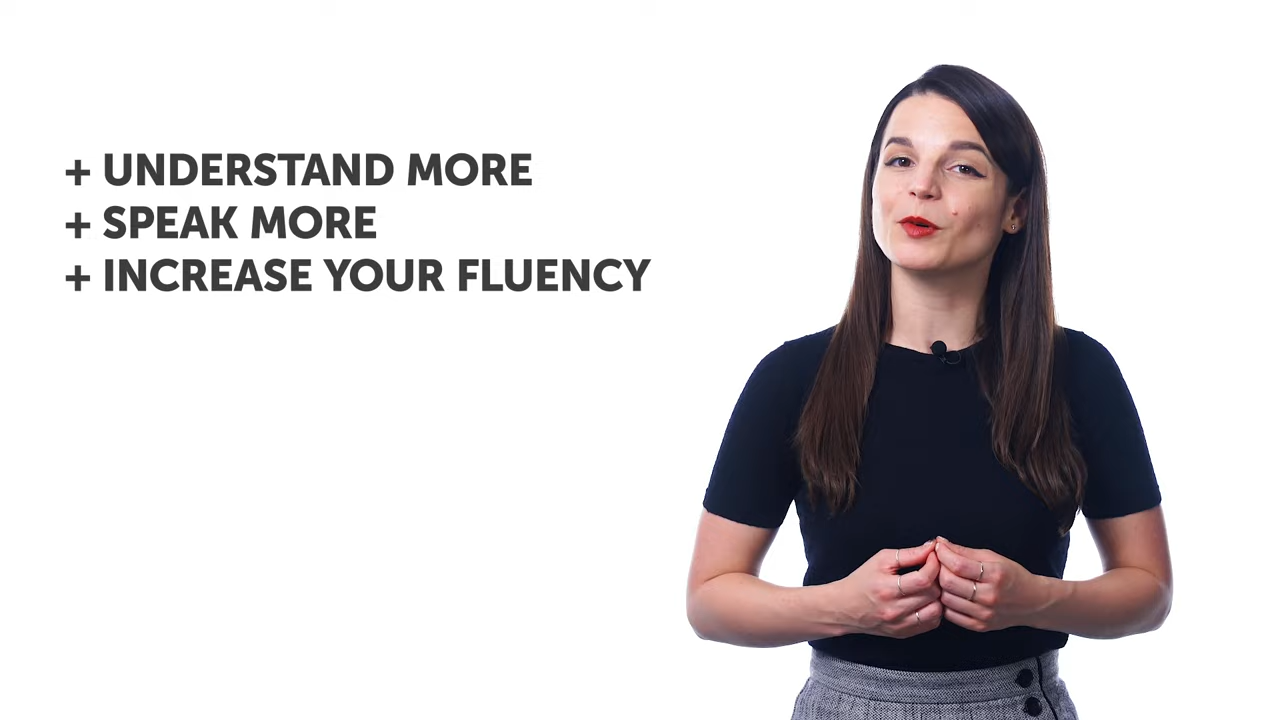 + UNDERSTAND MORE
+ SPEAK MORE
+ INCREASE YOUR FLUENCY